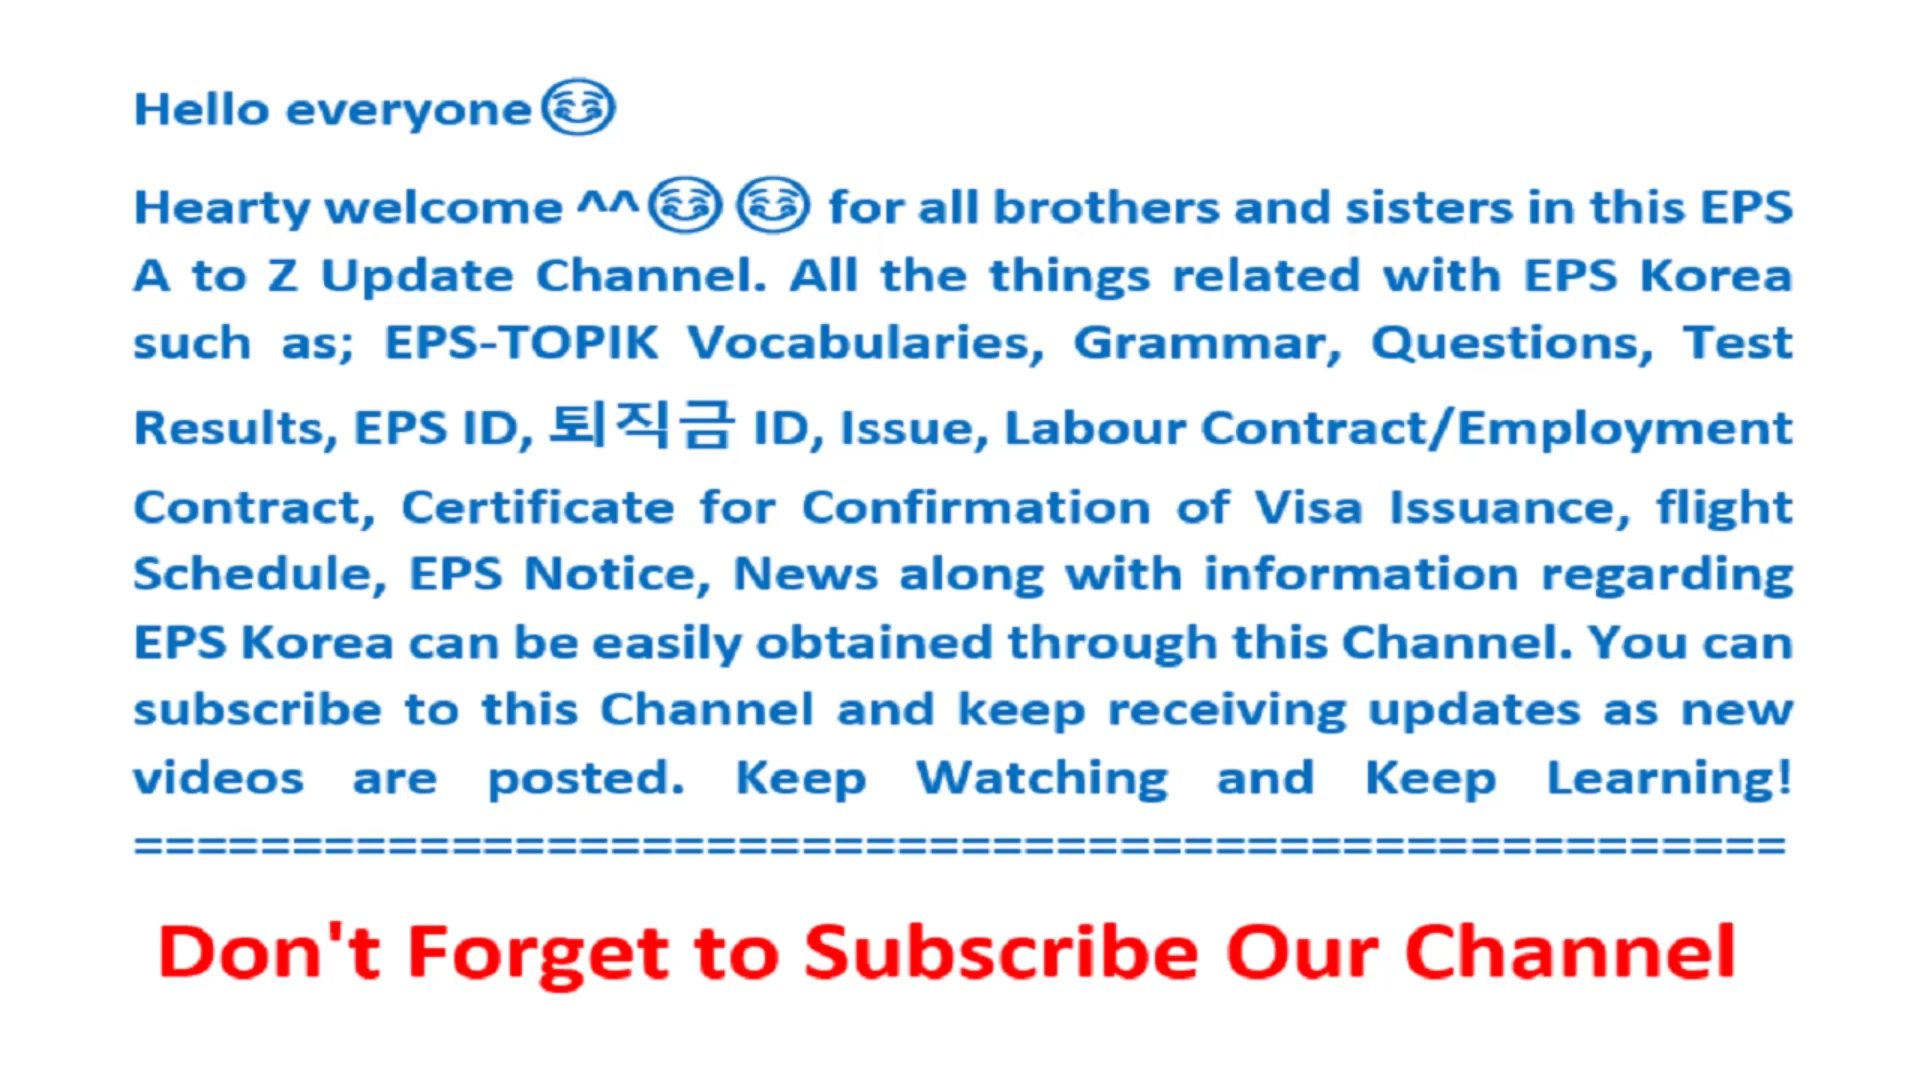 Hello everyone😊
Hearty welcome ^^😊😊 for all brothers and sisters in this EPS
A to Z Update Channel. All the things related with EPS Korea
such as; EPS-TOPIK Vocabularies, Grammar, Questions, Test
Results, EPS ID, 퇴직금 ID, Issue, Labour Contract/Employment
Contract, Certificate for Confirmation of Visa Issuance, flight
Schedule, EPS Notice, News along with information regarding
EPS Korea can be easily obtained through this Channel. You can
subscribe to this Channel and keep receiving updates as new
videos are posted. Keep Watching and Keep Learning!
====================================================
Don't Forget to Subscribe Our Channel